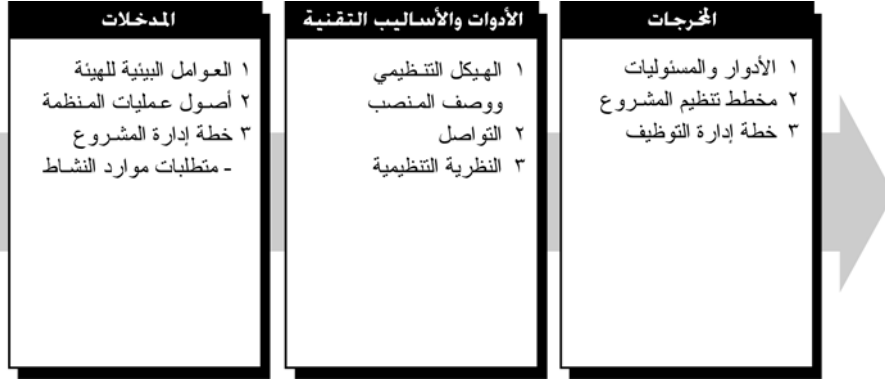 المدخلات
١ العوامل البيئية للهيئة
٢ أصول عمليات المنظمة
٣ خطة إدارة المشروع
- متطلبات موارد النشاط
الأدوات والأساليب التقنية
١ الهيكل التنظيمي
ووصف المنصب
٢ التواصل
٣ النظرية التنظيمية
المخرجات
١ الأدوار والمسئوليات
٢ مخطط تنظيم المشروع
٣ خطة إدارة التوظيف